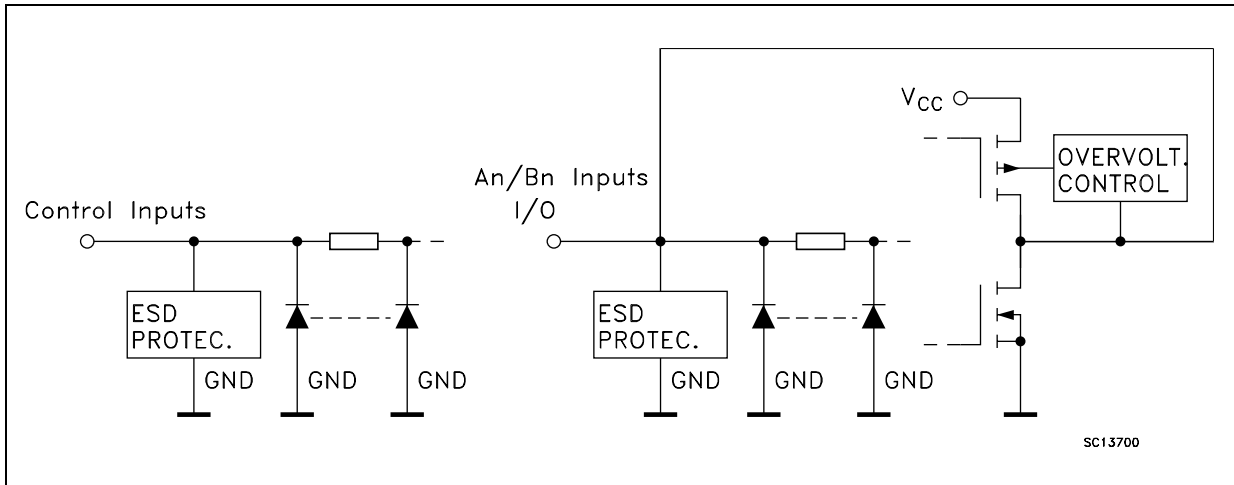 Control Inputs
ESD
PROTEC.
GND
GND
GND
An/Bn Inputs
I/O
ESD
PROTEC.
GND
GND
GND
VCC
OVERVOLT.
CONTROL
SC13700